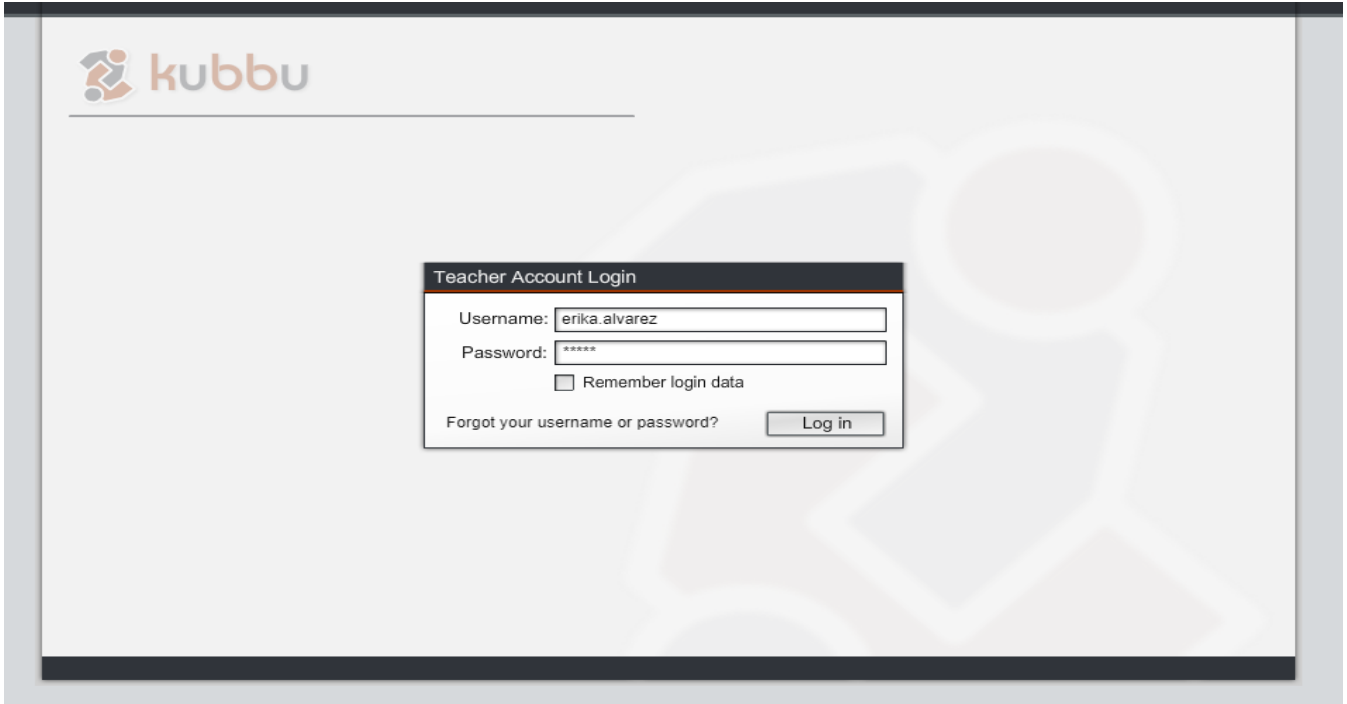 kubbu
Teacher Account Login
Username: erika.alvarez
Password: *****
Remember login data
Forgot your username or password? Log in